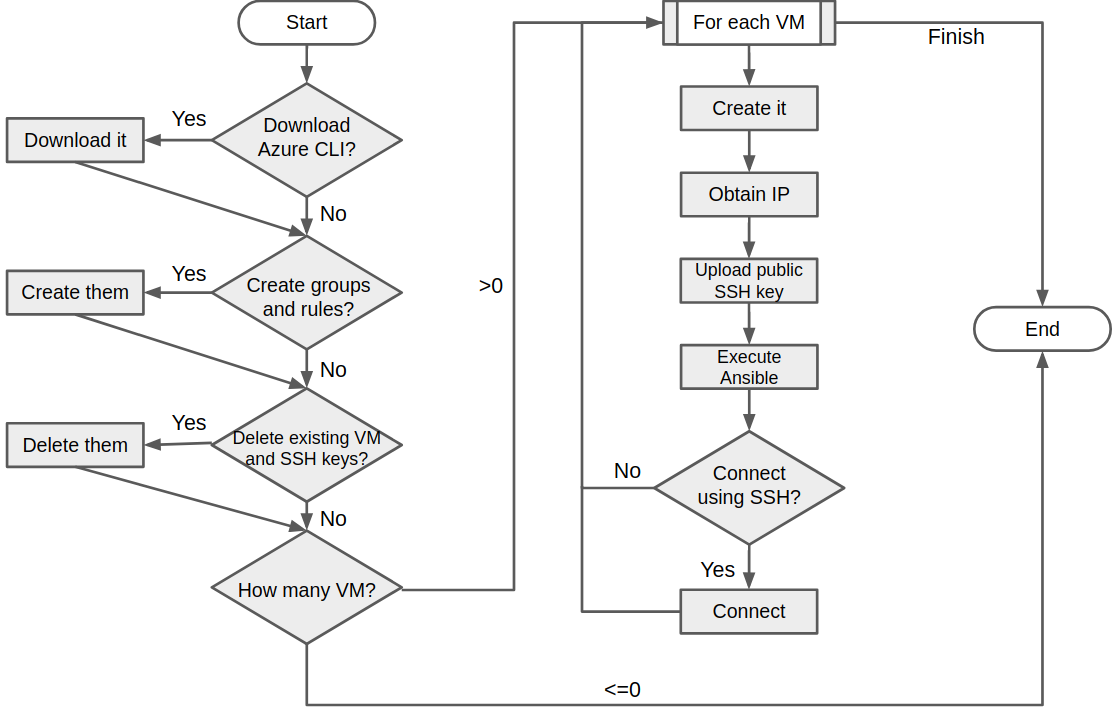 Start
Download
Azure CLI?
Yes
Download it
No
Create groups
and rules?
Yes
Create them
No
Delete existing VM
and SSH keys?
Yes
Delete them
No
How many VM?
>0
<=0
For each VM
Finish
Create it
Obtain IP
Upload public
SSH key
Execute
Ansible
Connect
using SSH?
No
Yes
Connect
End